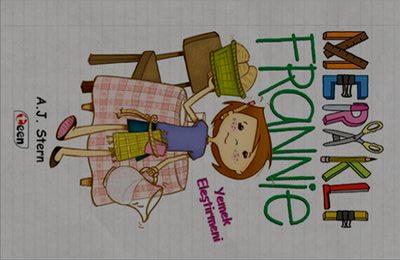 MERAKLI
FRANNIE
Yemek
Eleştirmeni
A.J. Stern
teen